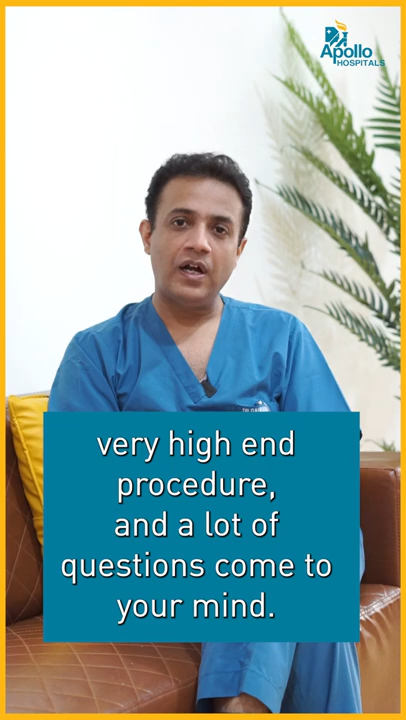 Apollo
HOSPITALS
very high end
procedure,
and a lot of
questions come to
your mind.